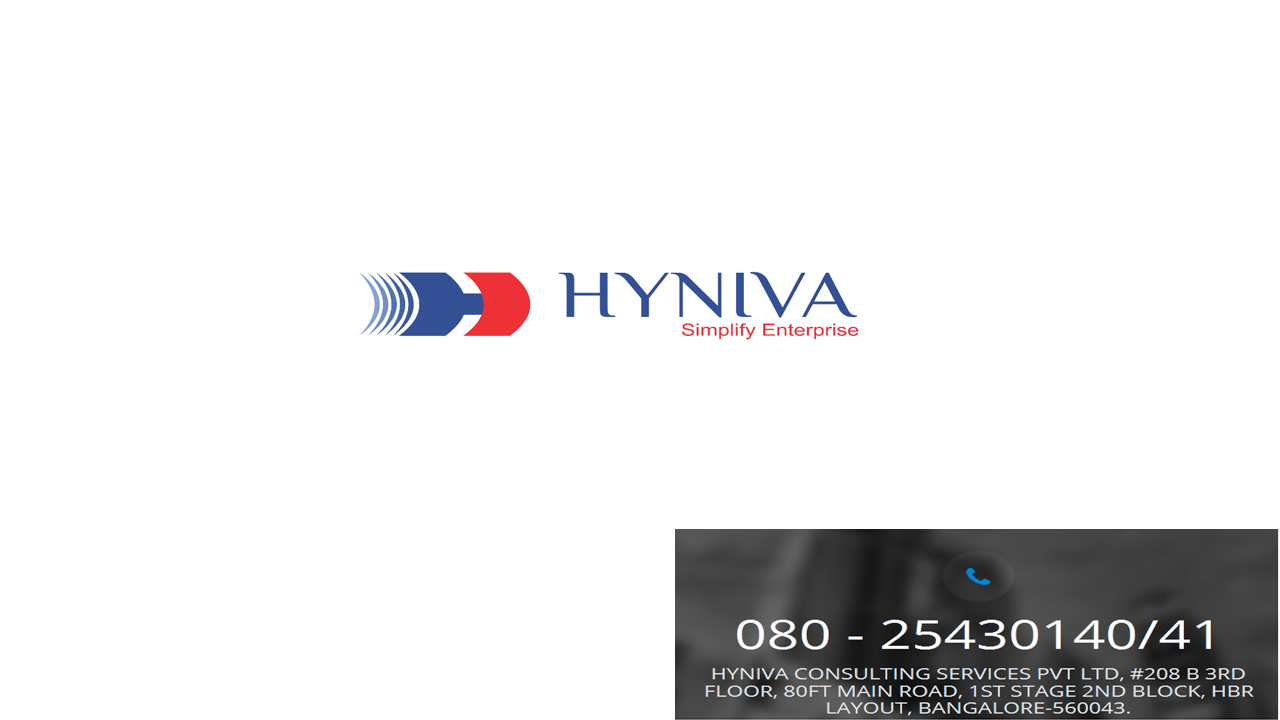 HYNIVA
Simplify Enterprise
080 - 25430140/41
HYNIVA CONSULTING SERVICES PVT LTD, #208 B 3RD
FLOOR, 80FT MAIN ROAD, 1ST STAGE 2ND BLOCK, HBR
LAYOUT, BANGALORE-560043.